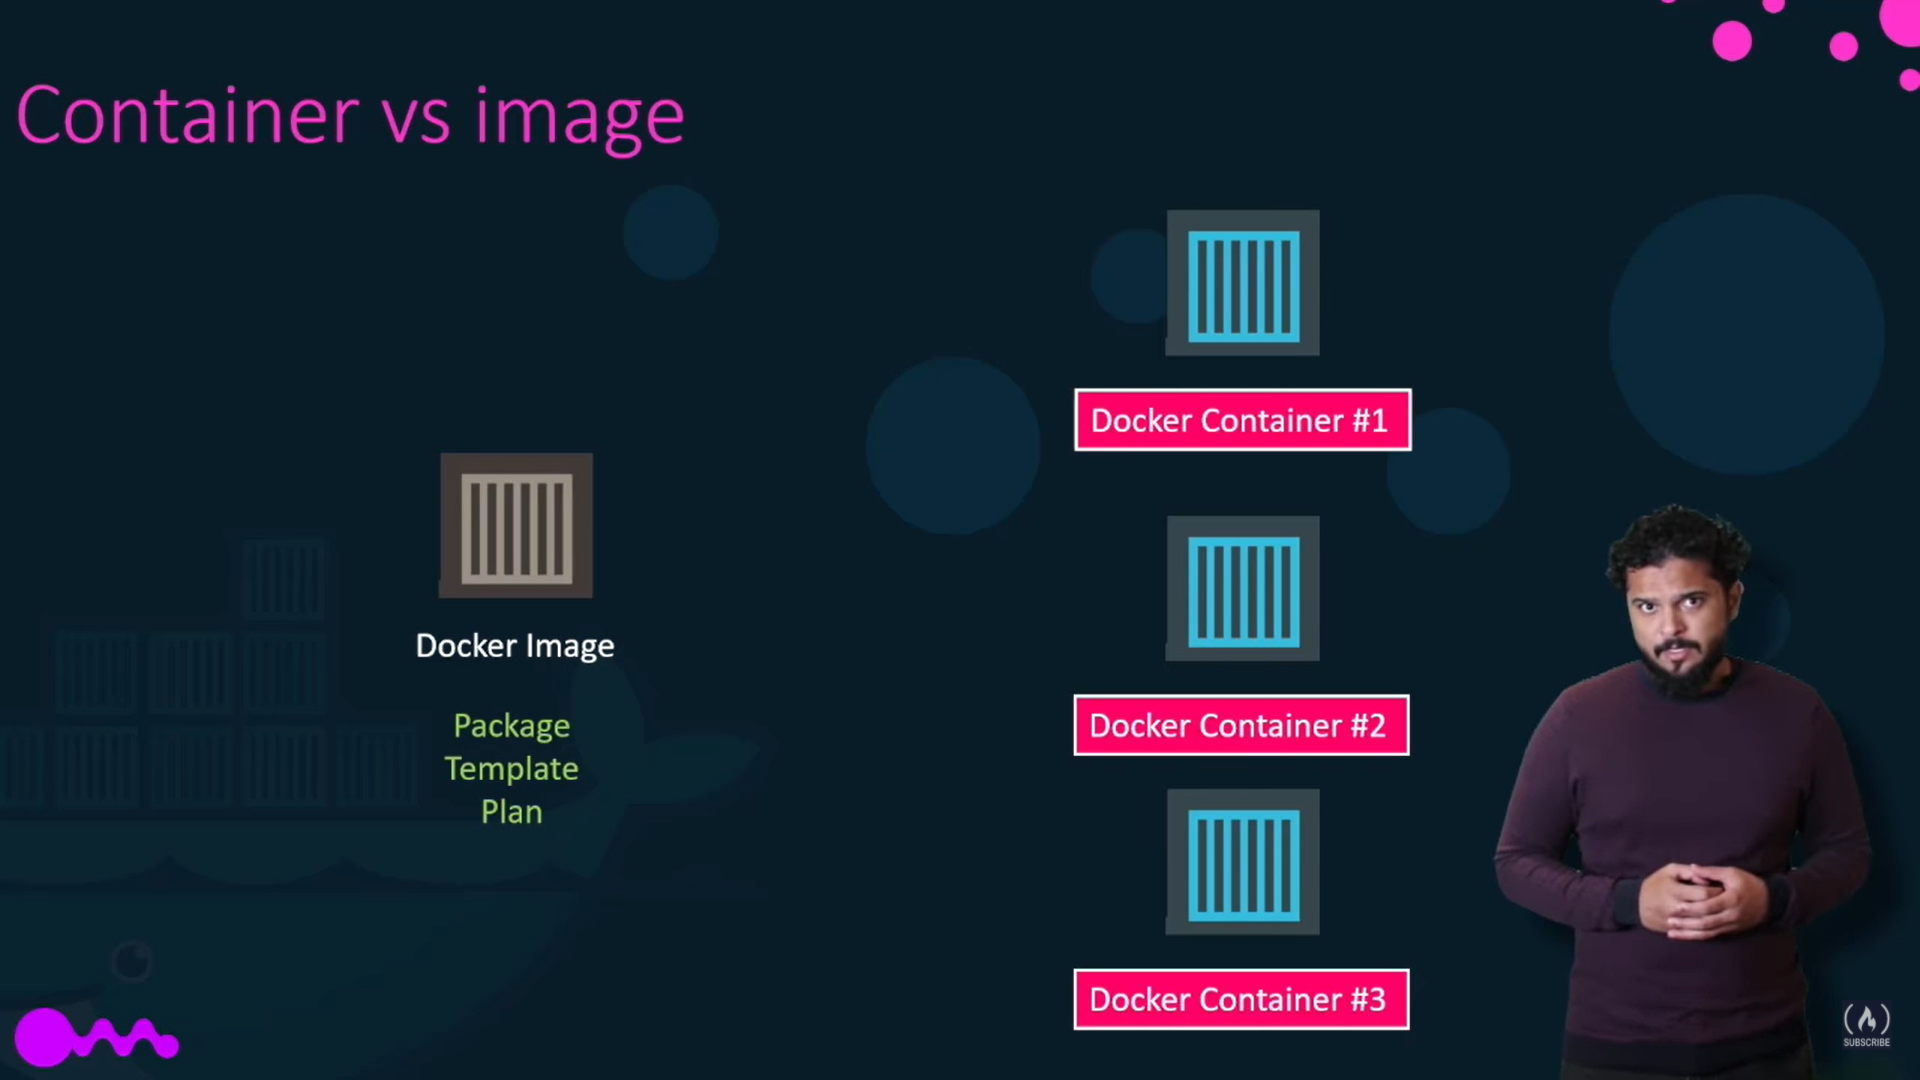 Container vs image
Docker Image
Package
Template
Plan
Docker Container #1
Docker Container #2
Docker Container #3
SUBSCRIBE